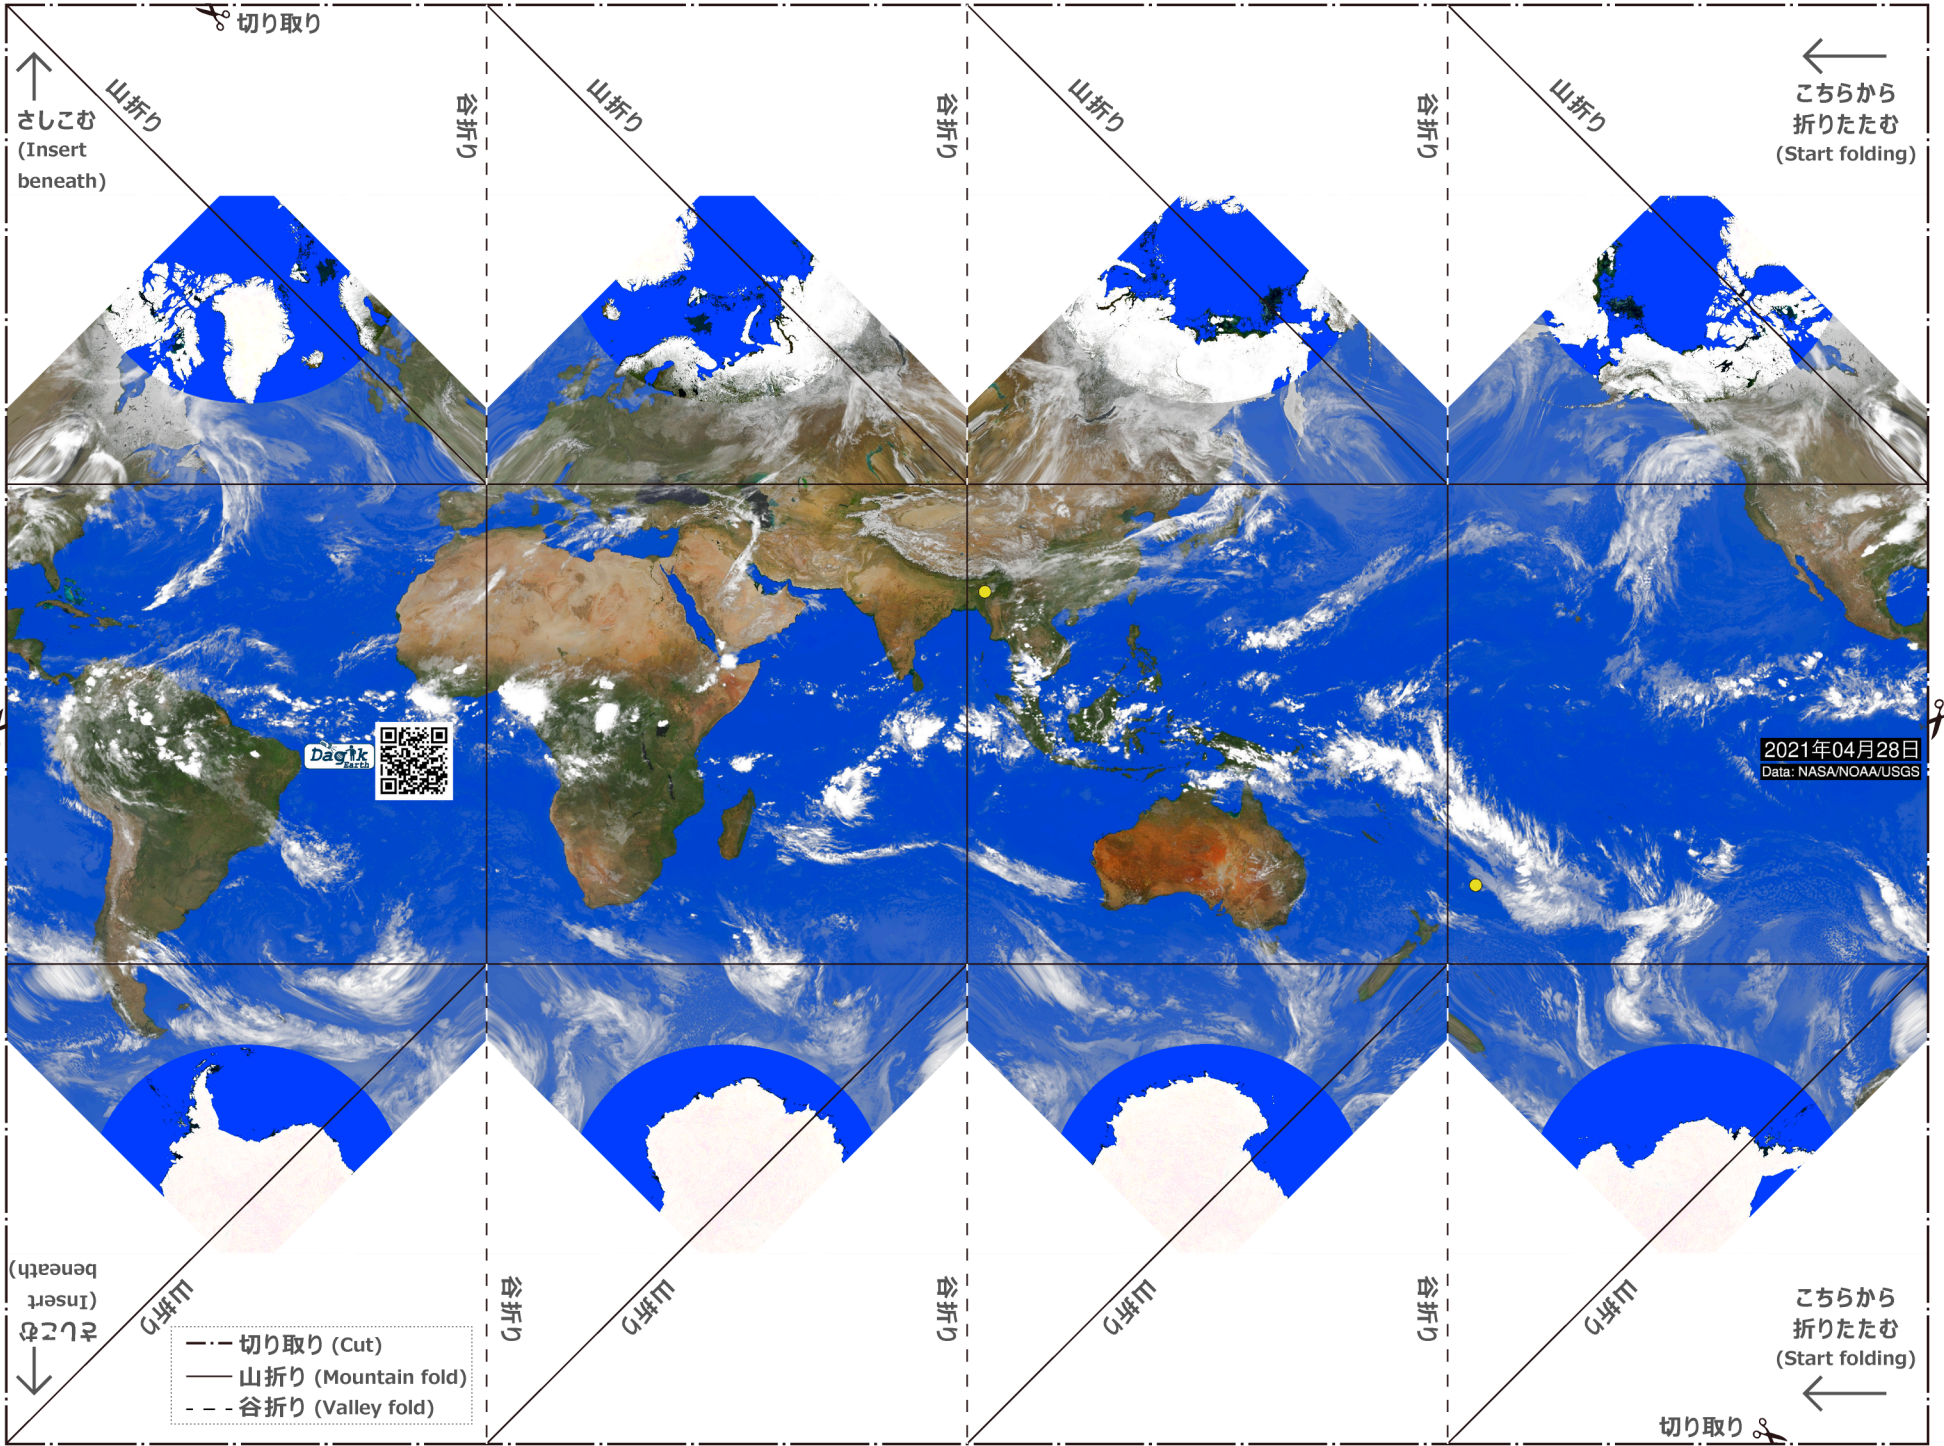 切り取り
山折り
谷折り
山折り
谷折り
山折り
谷折り
山折り
さしこむ
(Insert
beneath)
こちらから
折りたたむ
(Start folding)
Dagik
Earth
2021年04月28日
Data: NASA/NOAA/USGS
さしこむ
(Insert
beneath)
山折り
谷折り
山折り
谷折り
山折り
谷折り
山折り
こちらから
折りたたむ
(Start folding)
切り取り (Cut)
山折り (Mountain fold)
谷折り (Valley fold)
切り取り